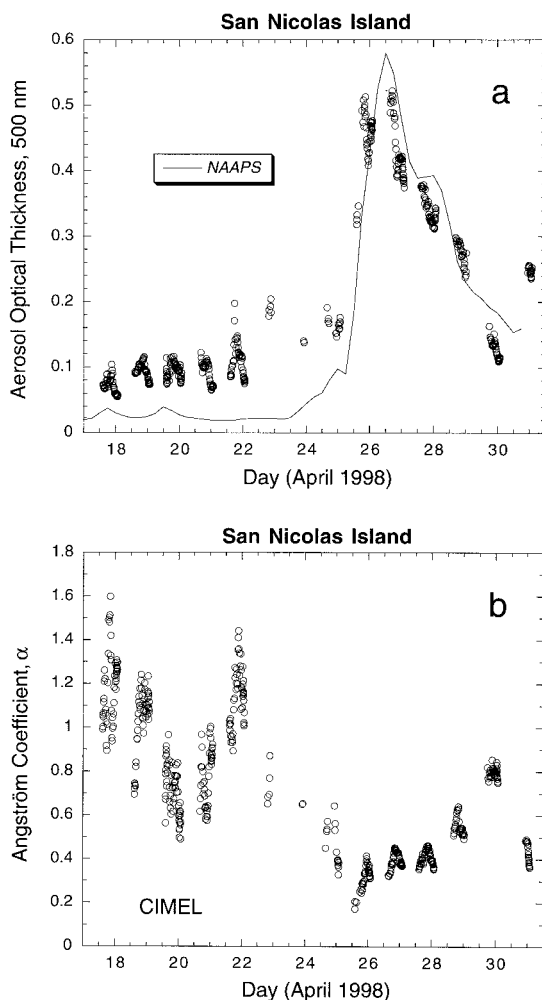 San Nicolas Island
a
0.6
0.5
0.4
0.3
0.2
0.1
0
Aerosol Optical Thickness, 500 nm
NAAPS
18 20 22 24 26 28 30
Day (April 1998)
San Nicolas Island
b
1.8
1.6
1.4
1.2
1
0.8
0.6
0.4
0.2
0
Angström Coefficient, α
CIMEL
18 20 22 24 26 28 30
Day (April 1998)